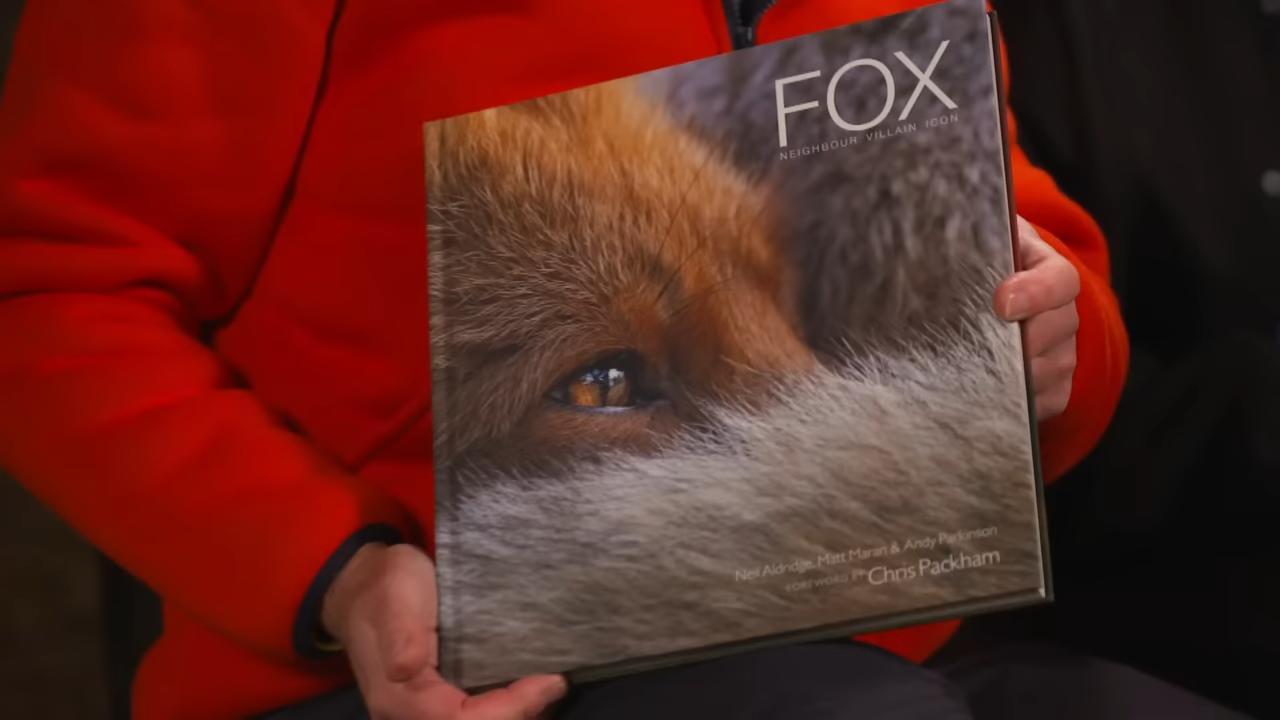 FOX
NEIGHBOUR VILLAIN ICON
Neil Aldridge, Matt Maran & Andy Parkinson
FOREWORD BY Chris Packham